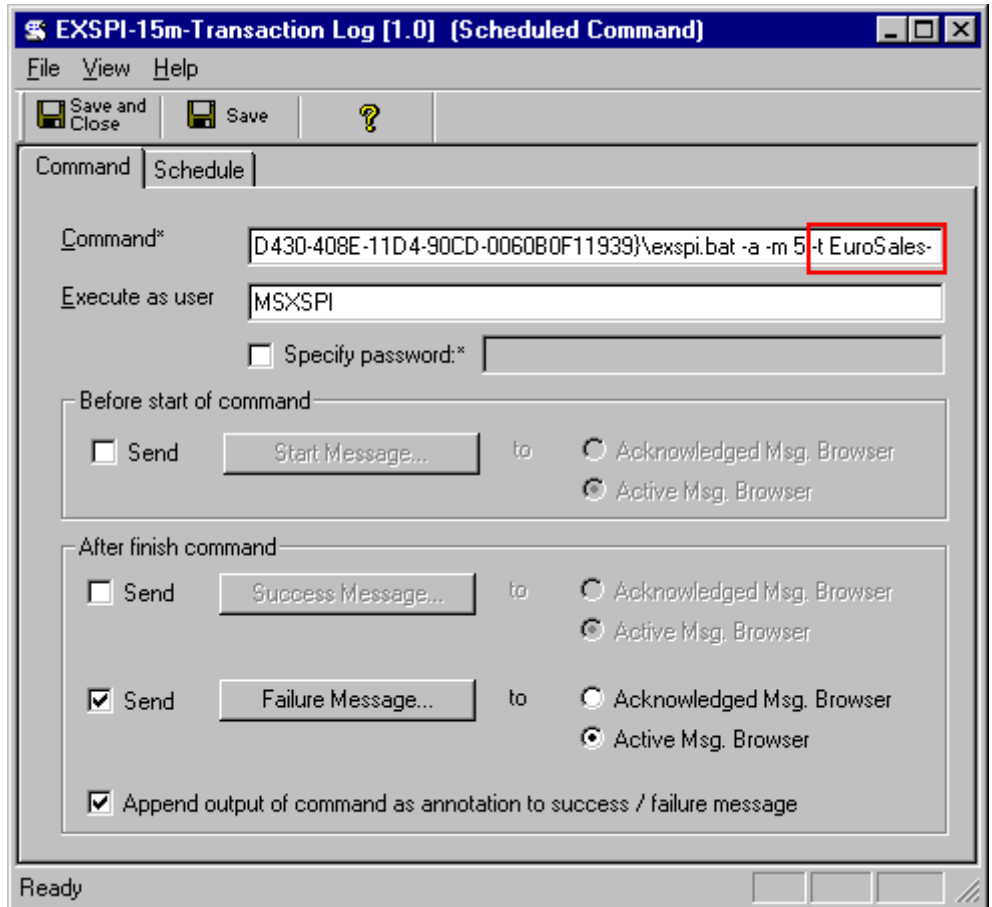 EXSPI-15m-Transaction Log [1.0] (Scheduled Command)
File View Help
Save and Close Save ?
Command Schedule
Command* D430-408E-11D4-90CD-0060B0F11939}\exspi.bat -a -m 5 -t EuroSales-
Execute as user MSXSPI
Specify password:*
Before start of command
Send Start Message... to Acknowledged Msg. Browser
Active Msg. Browser
After finish command
Send Success Message... to Acknowledged Msg. Browser
Active Msg. Browser
Send Failure Message... to Acknowledged Msg. Browser
Active Msg. Browser
Append output of command as annotation to success / failure message
Ready